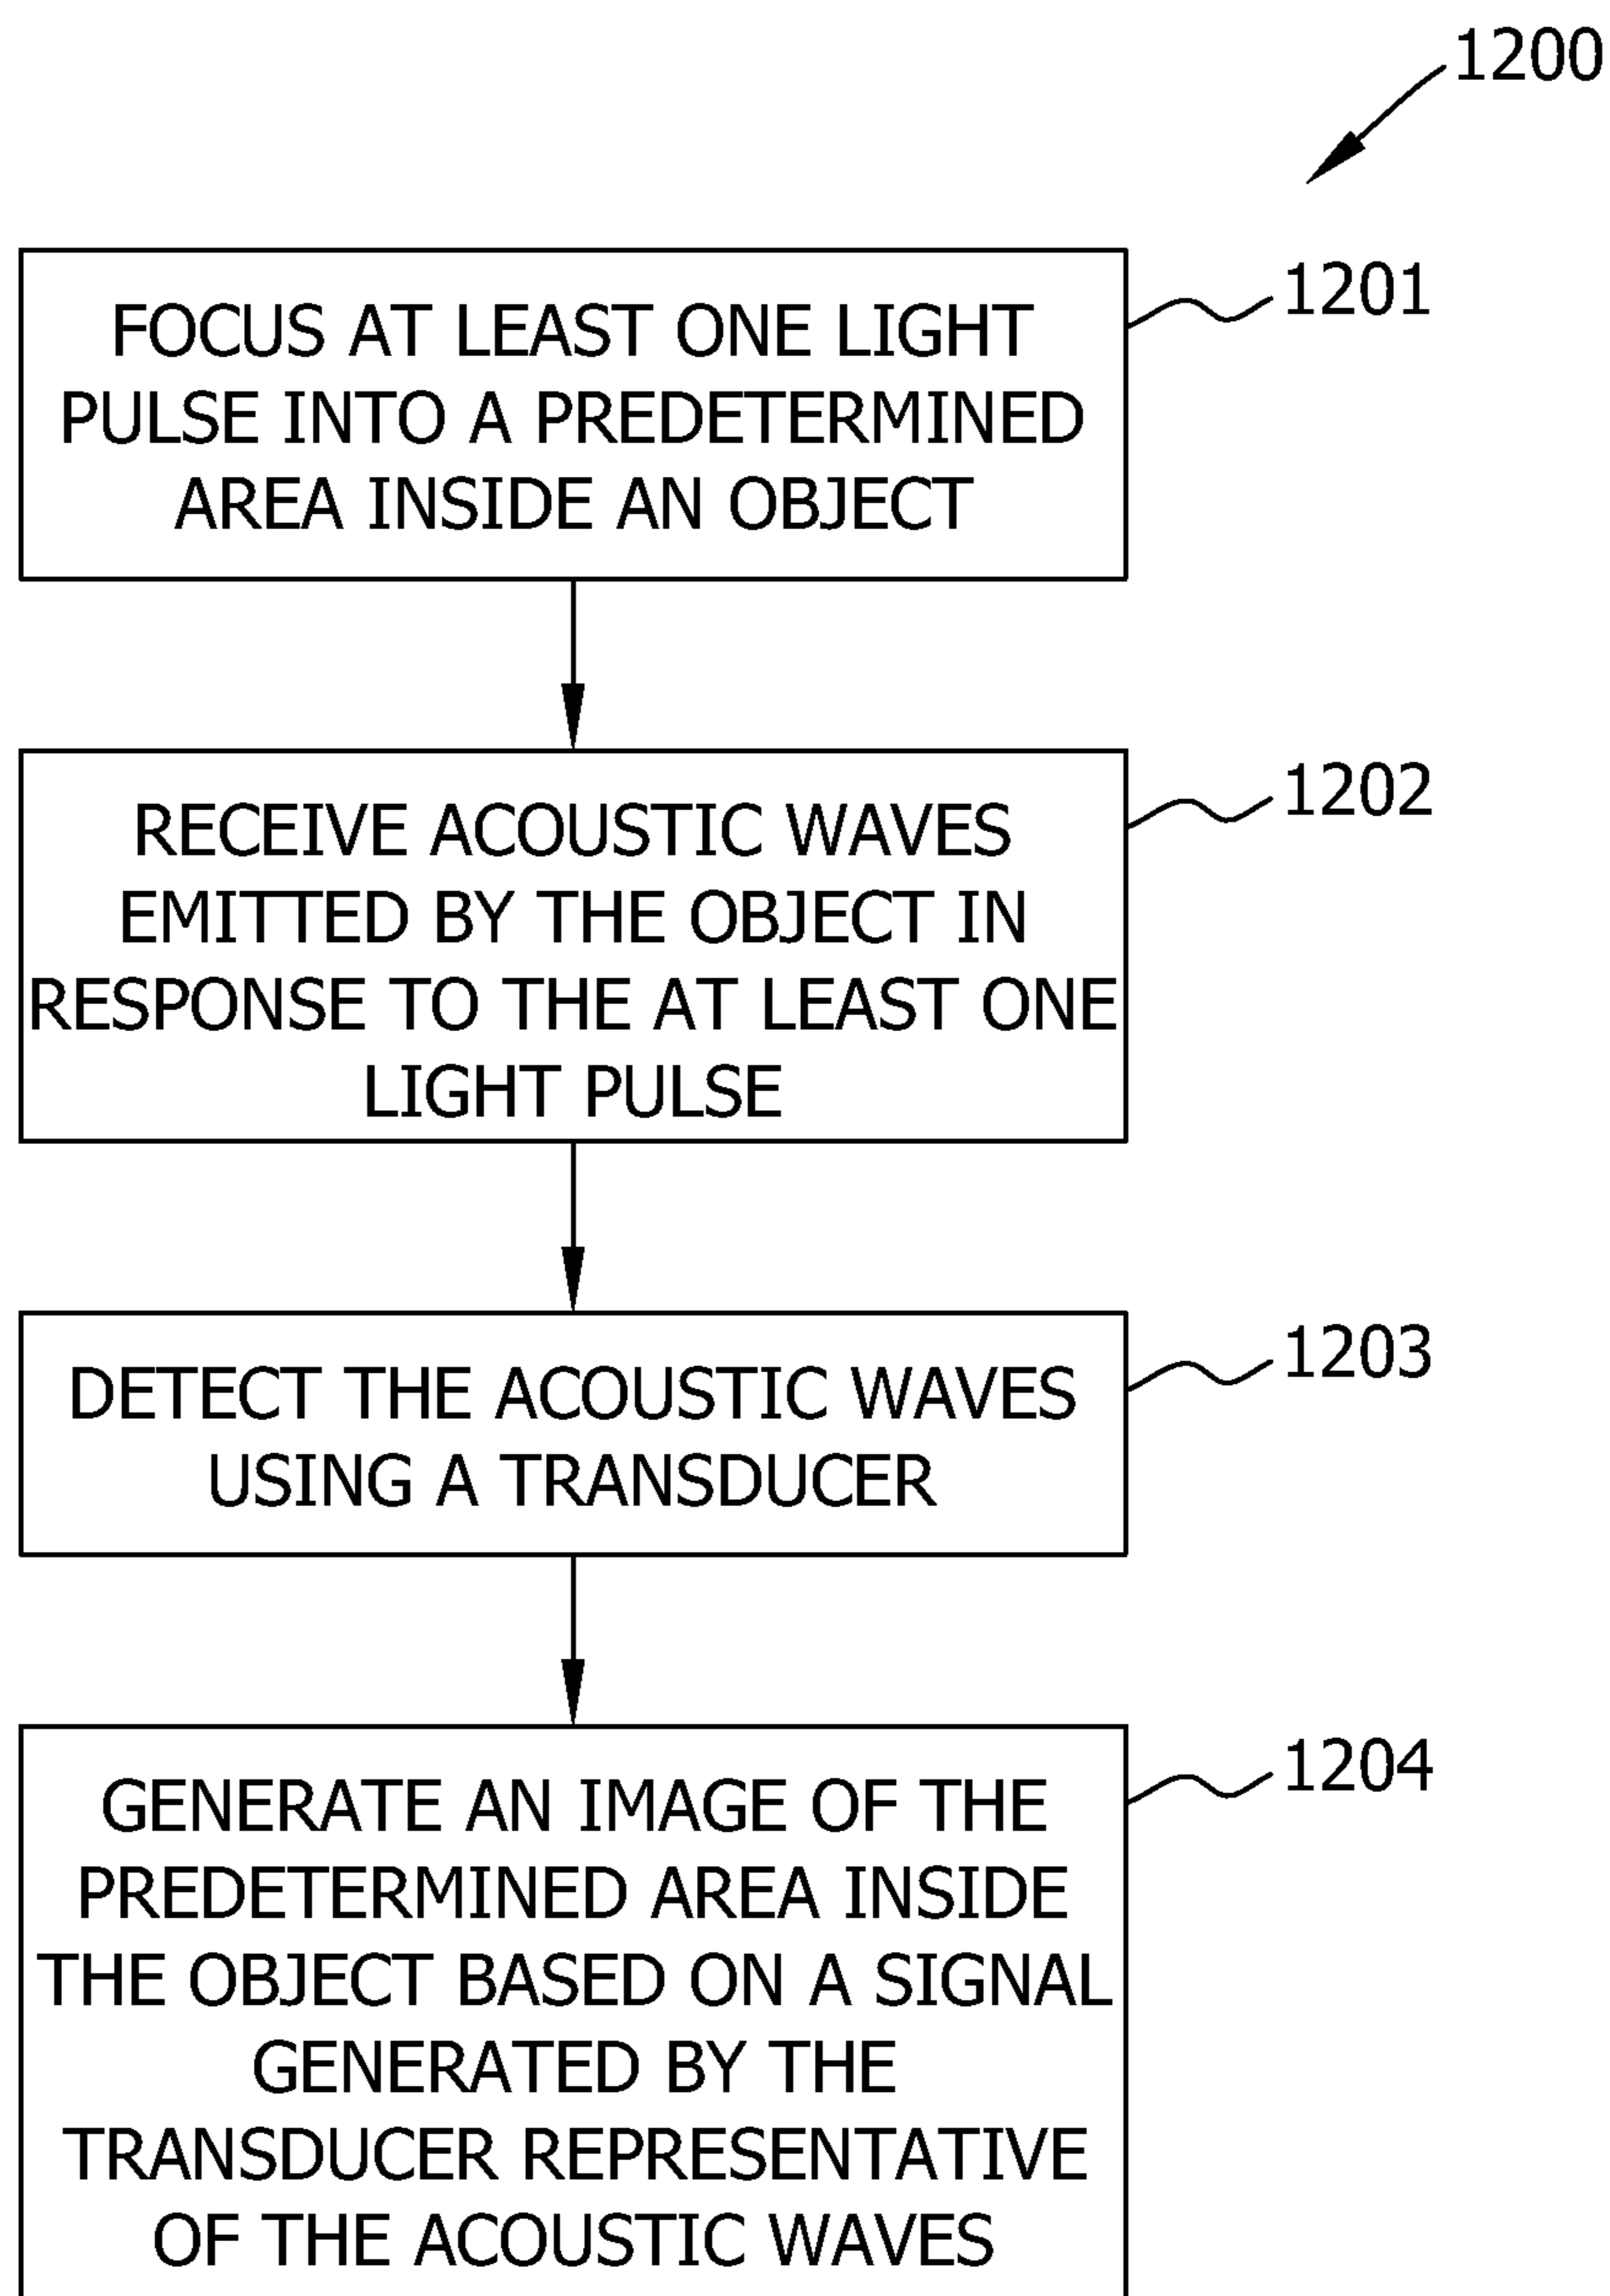 1200
FOCUS AT LEAST ONE LIGHT
PULSE INTO A PREDETERMINED
AREA INSIDE AN OBJECT
1201
RECEIVE ACOUSTIC WAVES
EMITTED BY THE OBJECT IN
RESPONSE TO THE AT LEAST ONE
LIGHT PULSE
1202
DETECT THE ACOUSTIC WAVES
USING A TRANSDUCER
1203
GENERATE AN IMAGE OF THE
PREDETERMINED AREA INSIDE
THE OBJECT BASED ON A SIGNAL
GENERATED BY THE
TRANSDUCER REPRESENTATIVE
OF THE ACOUSTIC WAVES
1204